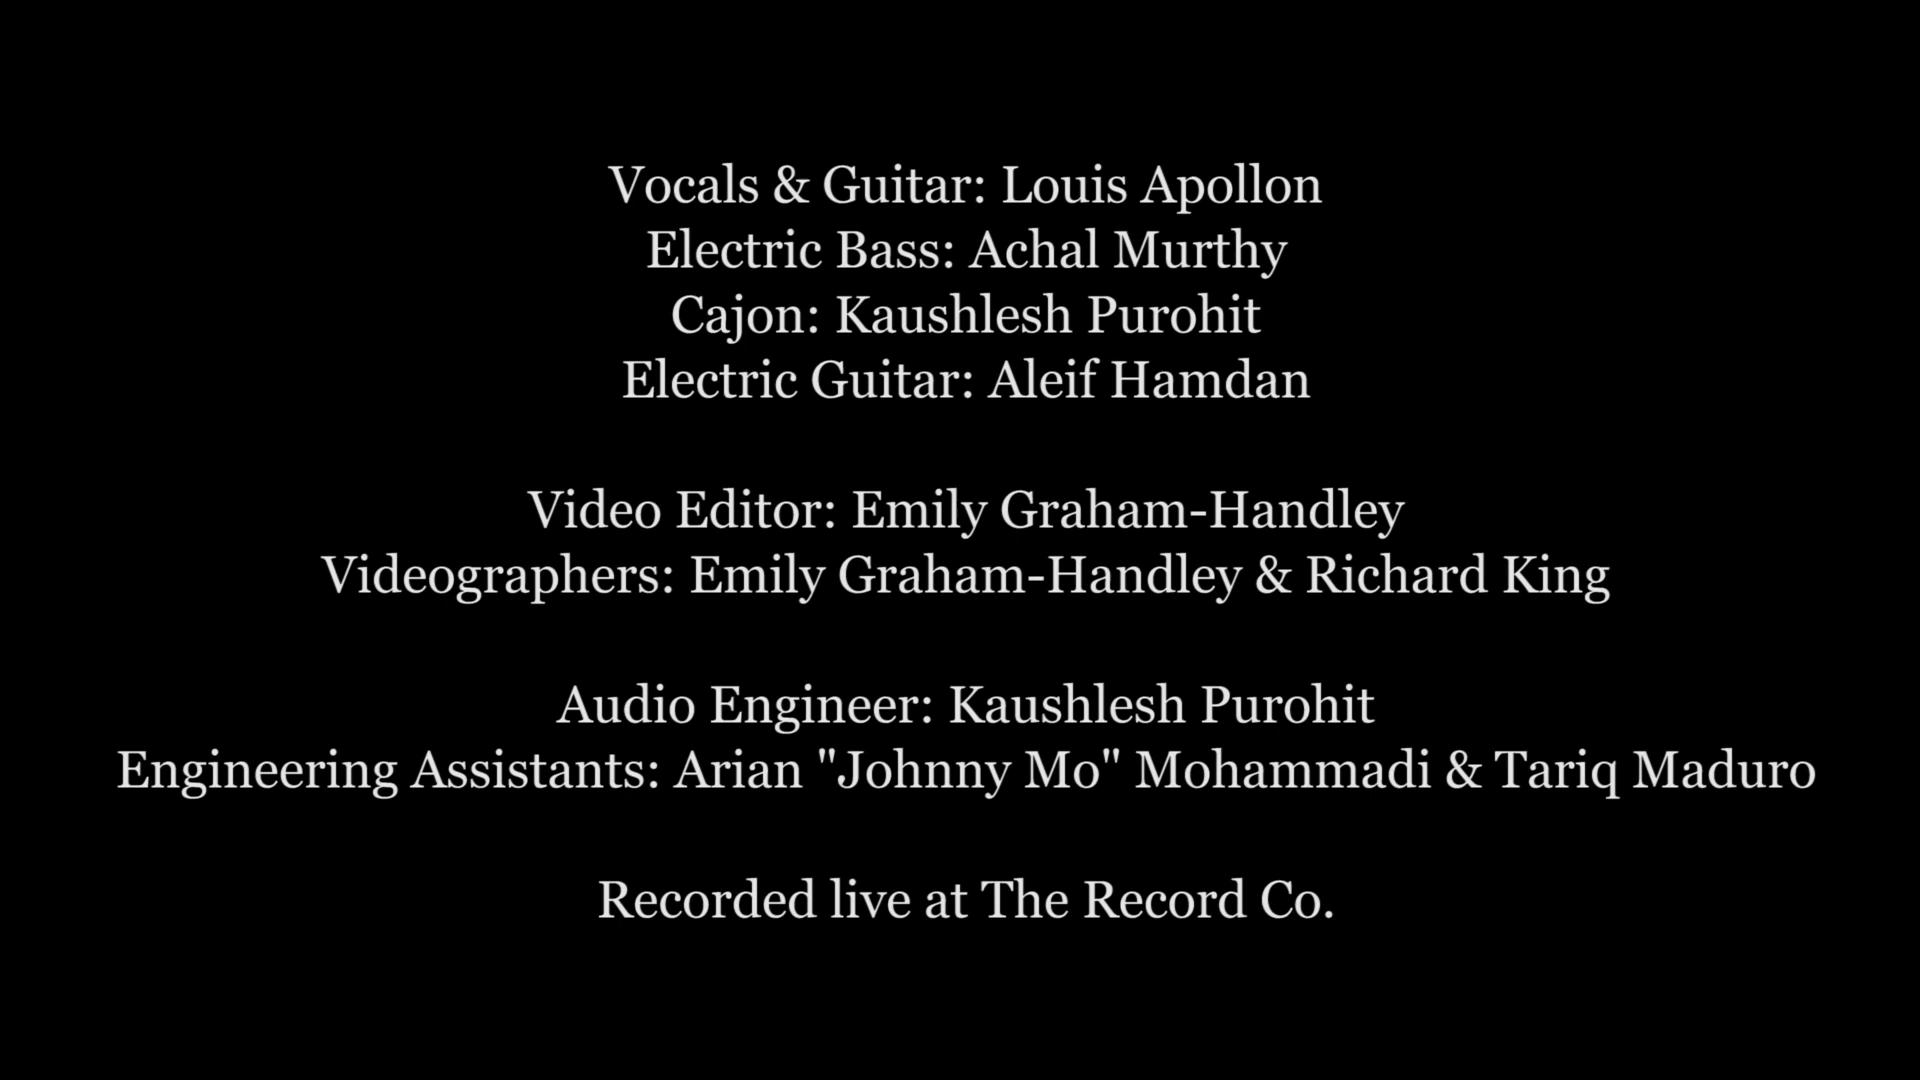 Vocals & Guitar: Louis Apollon
Electric Bass: Achal Murthy
Cajon: Kaushlesh Purohit
Electric Guitar: Aleif Hamdan
Video Editor: Emily Graham-Handley
Videographers: Emily Graham-Handley & Richard King
Audio Engineer: Kaushlesh Purohit
Engineering Assistants: Arian "Johnny Mo" Mohammadi & Tariq Maduro
Recorded live at The Record Co.